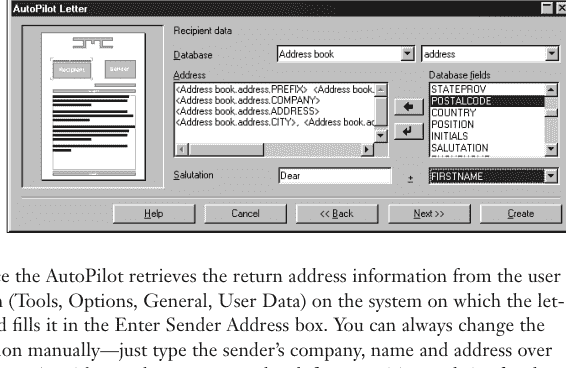 AutoPilot Letter
Recipient data
Recipient
Sender
Database
Address book
address
Address
Database fields
<Address book.address.PREFIX> <Address book.
<Address book.address.COMPANY>
<Address book.address.ADDRESS>
<Address book.address.CITY>, <Address book.ac
STATEPROV
POSTALCODE
COUNTRY
POSITION
INITIALS
SALUTATION
Salutation
Dear
+
FIRSTNAME
Help
Cancel
<< Back
Next >>
Create
ce the AutoPilot retrieves the return address information from the user
n (Tools, Options, General, User Data) on the system on which the let-
d fills it in the Enter Sender Address box. You can always change the
ion manually—just type the sender’s company, name and address over